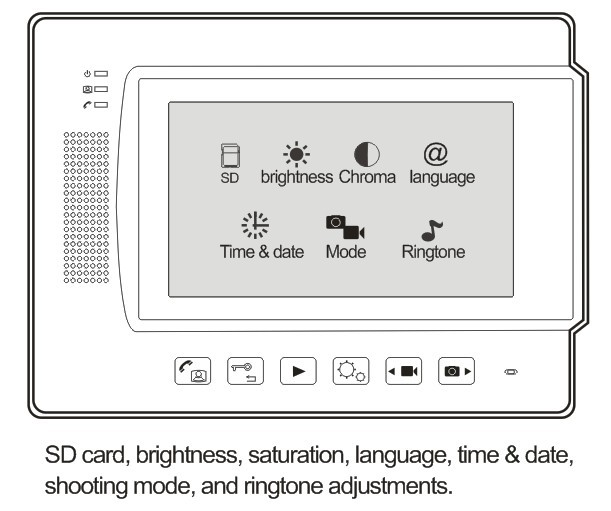 SD brightness Chroma language
Time & date Mode Ringtone
SD card, brightness, saturation, language, time & date,
shooting mode, and ringtone adjustments.